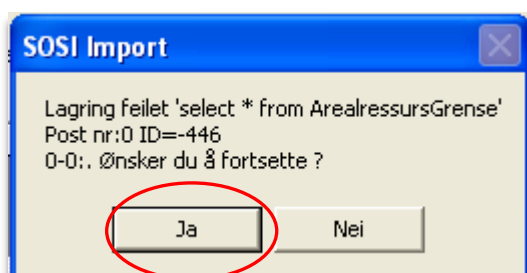 SOSI Import
Lagring feilet 'select * from ArealressursGrense'
Post nr:0 ID=-446
0-0:. Ønsker du å fortsette ?
Ja
Nei